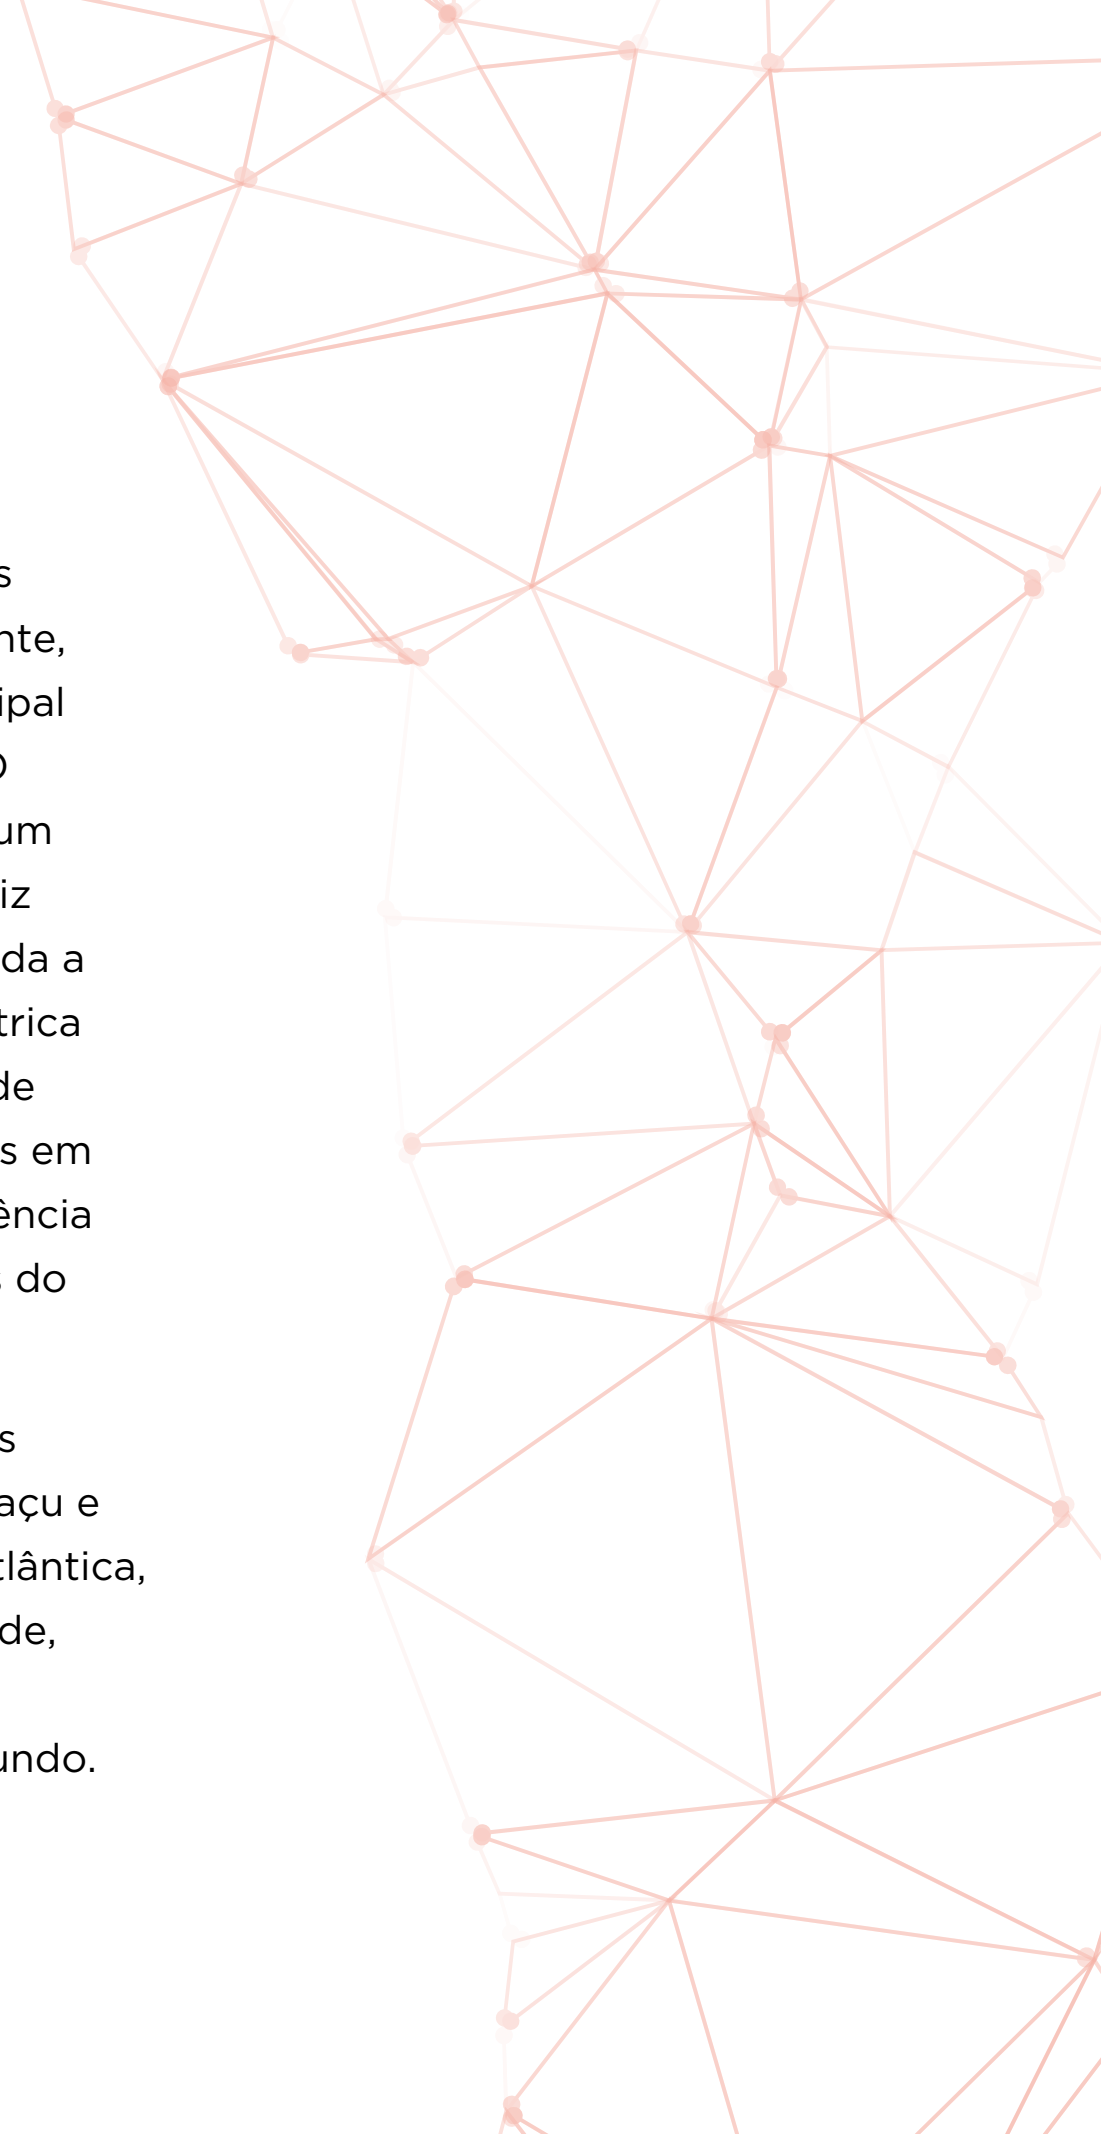 s
nte,
ipal
O
um
iz
da a
trica
de
s em
ência
s do
s
açu e
tlântica,
de,
undo.